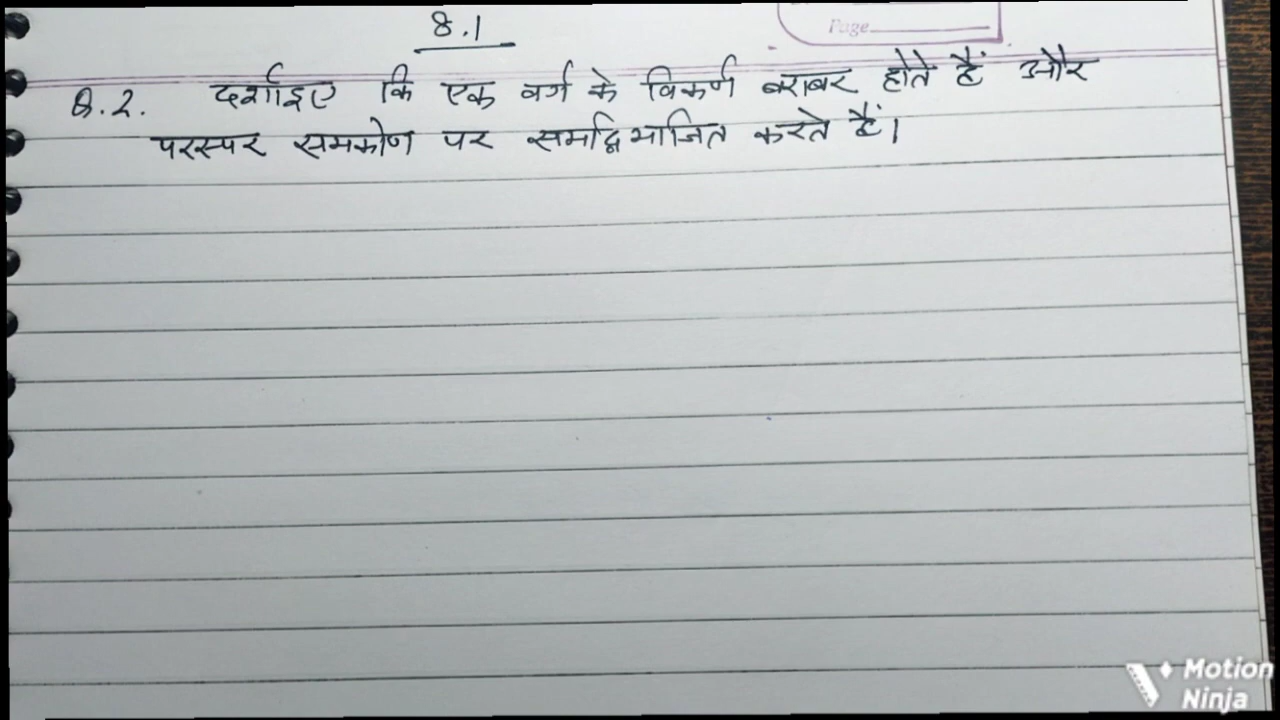 8.1
Page
Q.2. दर्शाइए कि एक वर्ग के विकर्ण बराबर होते हैं और
परस्पर समकोण पर समद्विभाजित करते हैं।
Motion
Ninja